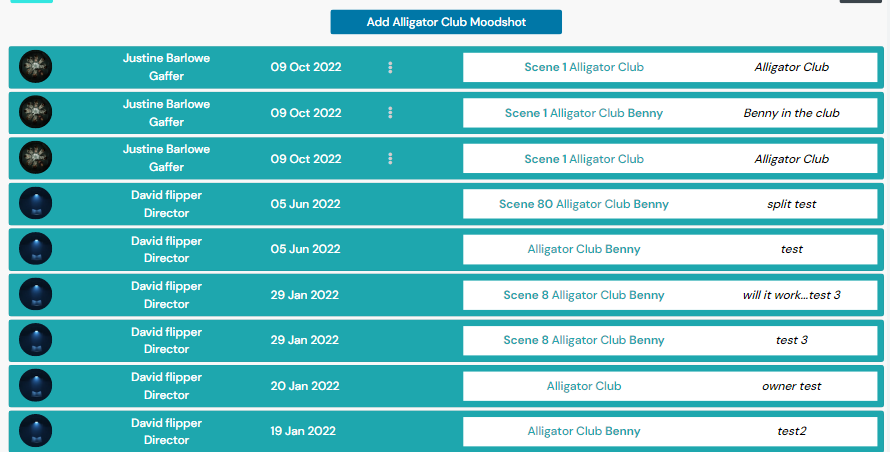 Add Alligator Club Moodshot
Justine Barlowe
Gaffer
09 Oct 2022
Scene 1 Alligator Club
Alligator Club
Justine Barlowe
Gaffer
09 Oct 2022
Scene 1 Alligator Club Benny
Benny in the club
Justine Barlowe
Gaffer
09 Oct 2022
Scene 1 Alligator Club
Alligator Club
David flipper
Director
05 Jun 2022
Scene 80 Alligator Club Benny
split test
David flipper
Director
05 Jun 2022
Alligator Club Benny
test
David flipper
Director
29 Jan 2022
Scene 8 Alligator Club Benny
will it work...test 3
David flipper
Director
29 Jan 2022
Scene 8 Alligator Club Benny
test 3
David flipper
Director
20 Jan 2022
Alligator Club
owner test
David flipper
Director
19 Jan 2022
Alligator Club Benny
test2